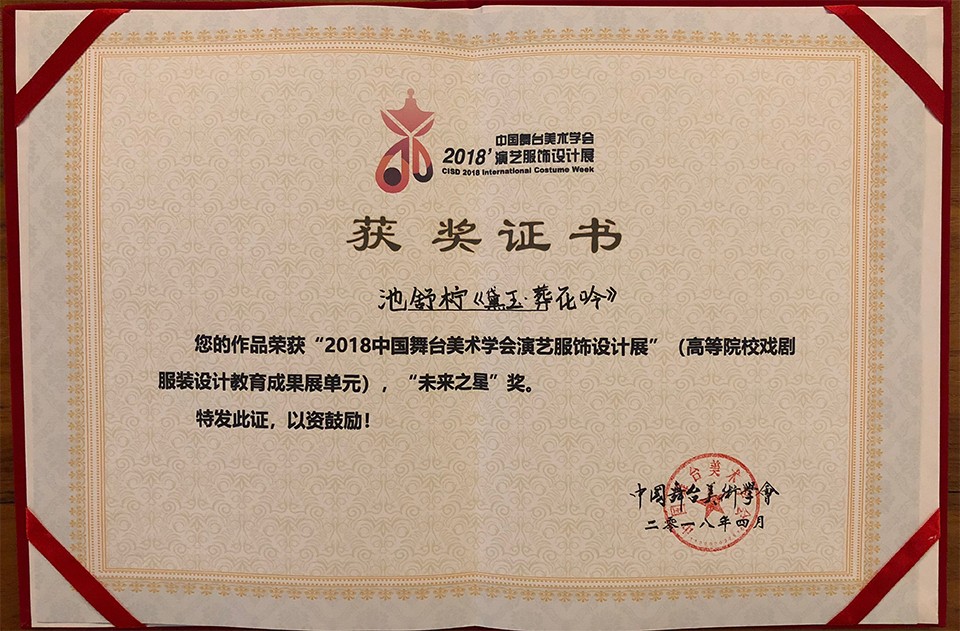 中国舞台美术学会
2018'演艺服饰设计展
CISD 2018 International Costume Week
获奖证书
池舒柠《黛玉·葬花吟》
您的作品荣获“2018中国舞台美术学会演艺服饰设计展”（高等院校戏剧
服装设计教育成果展单元），“未来之星”奖。
特发此证，以资鼓励！
中国舞台美術學會
二零一八年四月